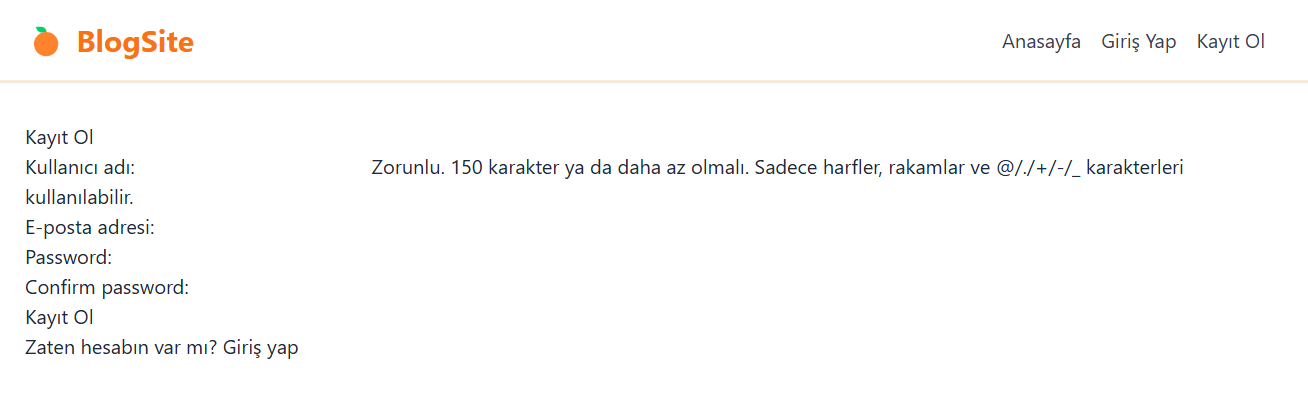 BlogSite
Anasayfa Giriş Yap Kayıt Ol
Kayıt Ol
Kullanıcı adı: Zorunlu. 150 karakter ya da daha az olmalı. Sadece harfler, rakamlar ve @/./+/-/_ karakterleri
kullanılabilir.
E-posta adresi:
Password:
Confirm password:
Kayıt Ol
Zaten hesabın var mı? Giriş yap